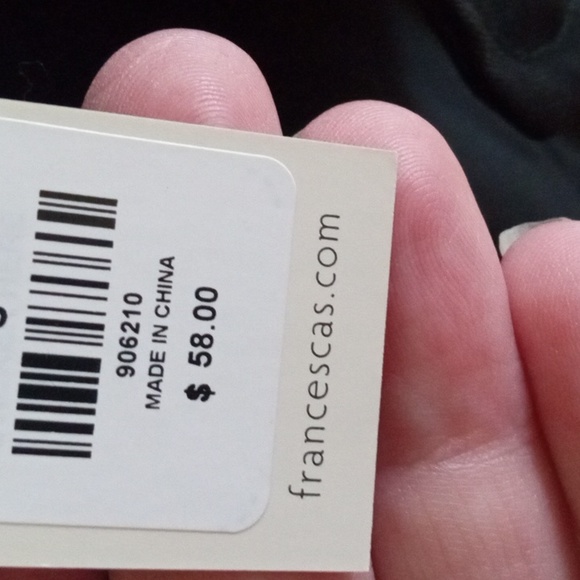 906210
MADE IN CHINA
$ 58.00
francescas.com